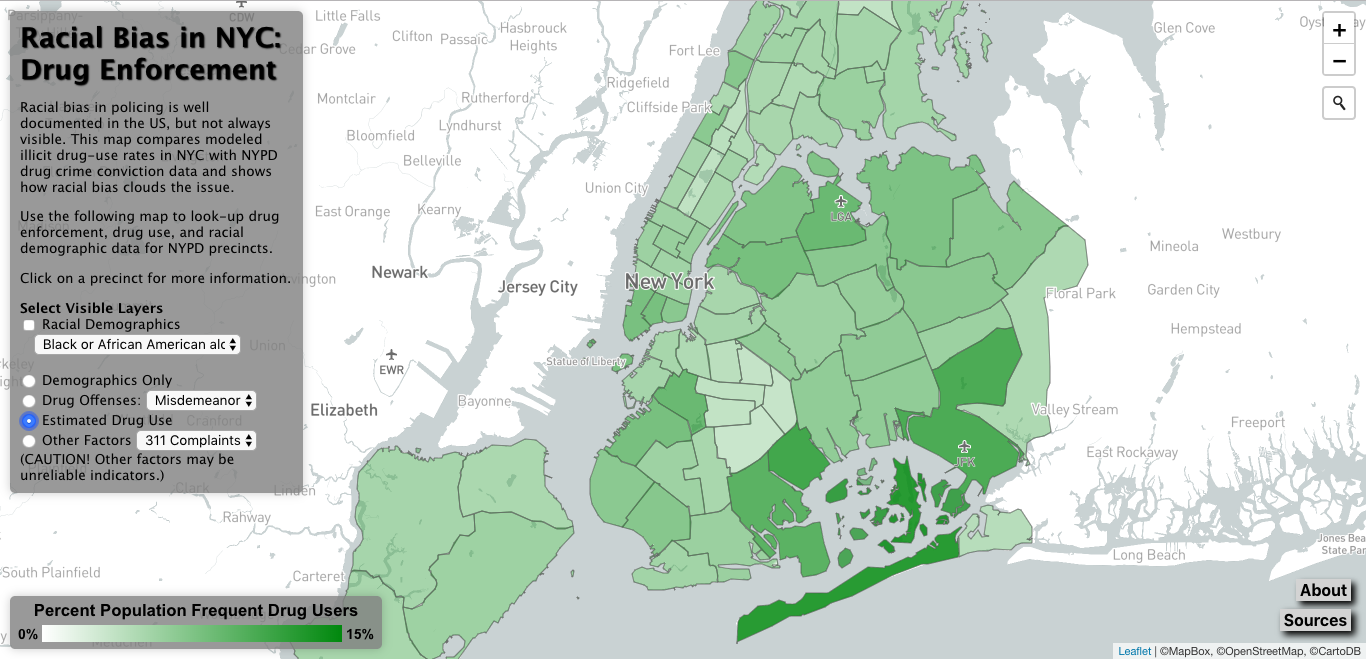 Racial Bias in NYC:
Drug Enforcement
Racial bias in policing is well
documented in the US, but not always
visible. This map compares modeled
illicit drug-use rates in NYC with NYPD
drug crime conviction data and shows
how racial bias clouds the issue.
Use the following map to look-up drug
enforcement, drug use, and racial
demographic data for NYPD precincts.
Click on a precinct for more information.
Select Visible Layers
Racial Demographics
Black or African American alc
Demographics Only
Drug Offenses: Misdemeanor
Estimated Drug Use
Other Factors 311 Complaints
(CAUTION! Other factors may be
unreliable indicators.)
Percent Population Frequent Drug Users
0% 15%
Parsippany-
CDW
Little Falls
Cedar Grove
Clifton
Passaic
Hasbrouck
Heights
Fort Lee
Ridgefield
Cliffside Park
Montclair
Rutherford
Lyndhurst
Bloomfield
Belleville
Union City
East Orange
Kearny
Newark
Jersey City
New York
LGA
Union
EWR
Statue of Liberty
Elizabeth
Bayonne
Cranford
Clark
Linden
Rahway
South Plainfield
Carteret
Metuchen
JFK
Glen Cove
Westbury
Mineola
Floral Park
Garden City
Hempstead
Valley Stream
Freeport
East Rockaway
Long Beach
Jones Bea
State Par
+
−
About
Sources
Leaflet | ©MapBox, ©OpenStreetMap, ©CartoDB